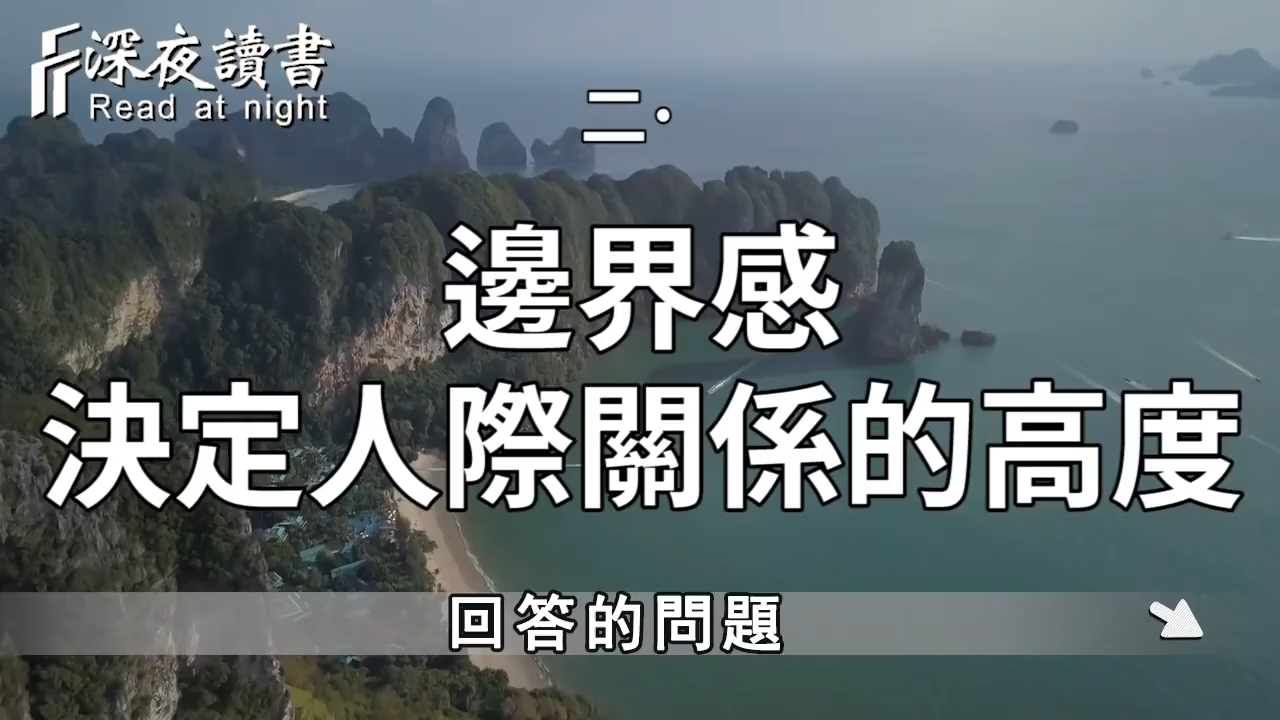 深夜讀書
Read at night
二·
邊界感
決定人際關係的高度
回答的問題